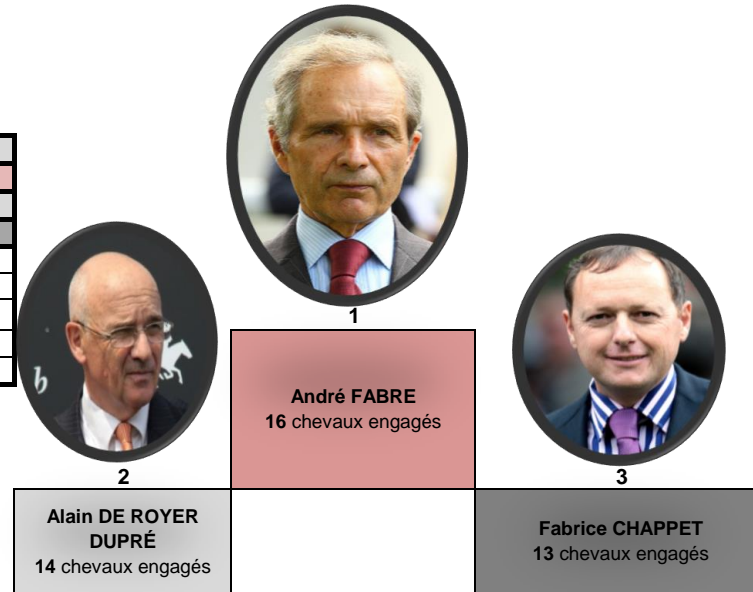 1
André FABRE
16 chevaux engagés
2
Alain DE ROYER
DUPRÉ
14 chevaux engagés
3
Fabrice CHAPPET
13 chevaux engagés
b